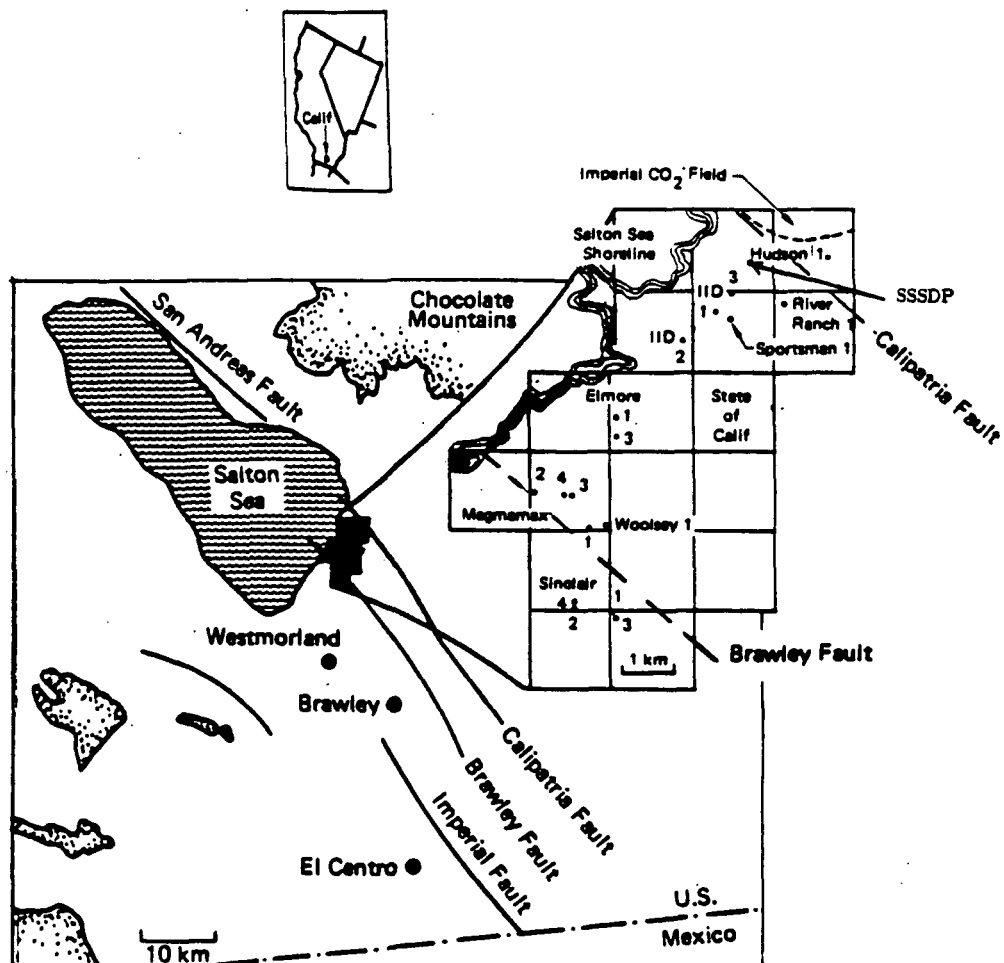 Calif
Imperial CO2 Field
Salton Sea
Shoreline
Hudson 1
SSSDP
3
IID
1
River
Ranch 1
Sportsman 1
IID
2
Calipatria Fault
San Andreas Fault
Chocolate
Mountains
Elmore
1
3
State
of
Calif
Salton
Sea
2 4 3
Magmamax
Woolsey 1
1
Sinclair
4
2
1
3
1 km
Brawley Fault
Westmorland
Brawley
Calipatria Fault
Brawley Fault
Imperial Fault
El Centro
U.S.
Mexico
10 km